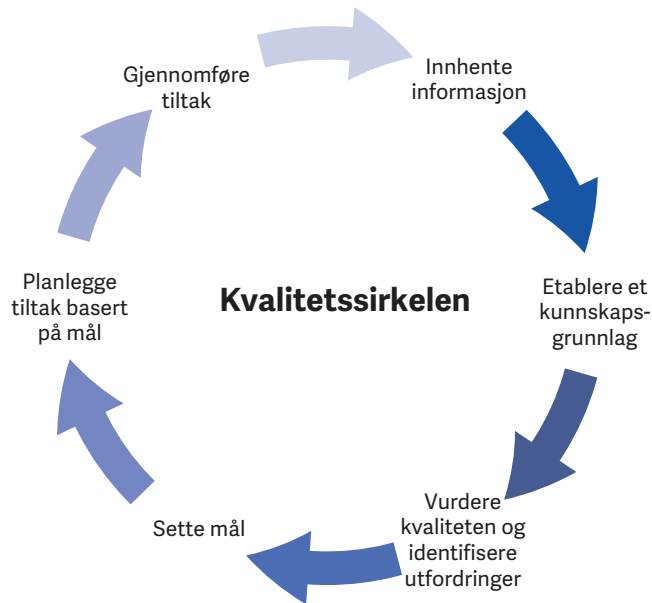 Kvalitetssirkelen
Innhente
informasjon
Etablere et
kunnskaps-
grunnlag
Vurdere
kvaliteten og
identifisere
utfordringer
Sette mål
Planlegge
tiltak basert
på mål
Gjennomføre
tiltak